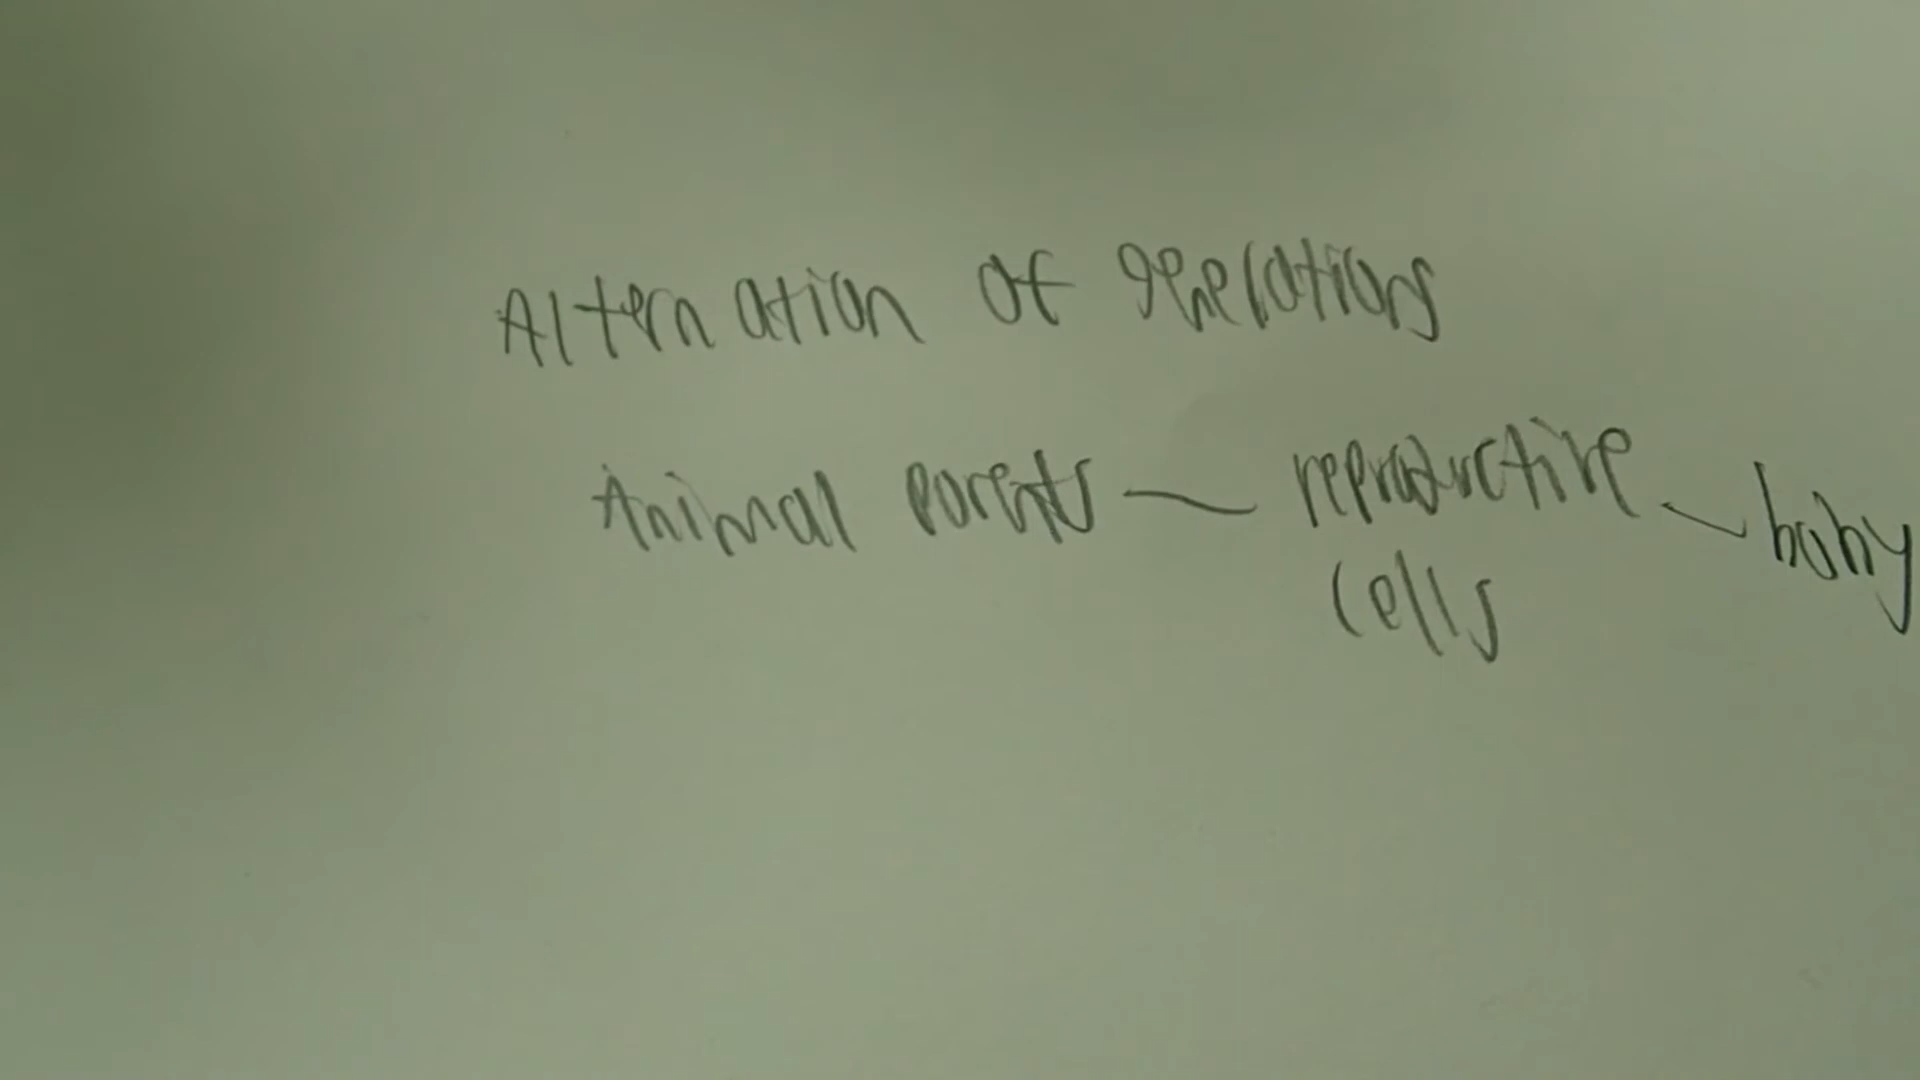 Alternation of generations
Animal parents — reproductive — baby
cells